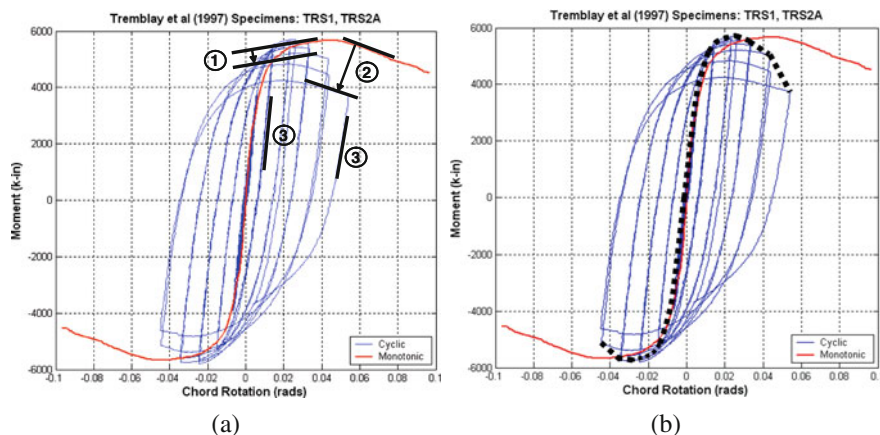 Tremblay et al (1997) Specimens: TRS1, TRS2A
6000
4000
2000
0
-2000
-4000
-6000
Moment (k-in)
1
2
3
3
Cyclic
Monotonic
-0.1 -0.08 -0.06 -0.04 -0.02 0 0.02 0.04 0.06 0.08 0.1
Chord Rotation (rads)
(a)
Tremblay et al (1997) Specimens: TRS1, TRS2A
6000
4000
2000
0
-2000
-4000
-6000
Moment (k-in)
Cyclic
Monotonic
-0.1 -0.08 -0.06 -0.04 -0.02 0 0.02 0.04 0.06 0.08 0.1
Chord Rotation (rads)
(b)